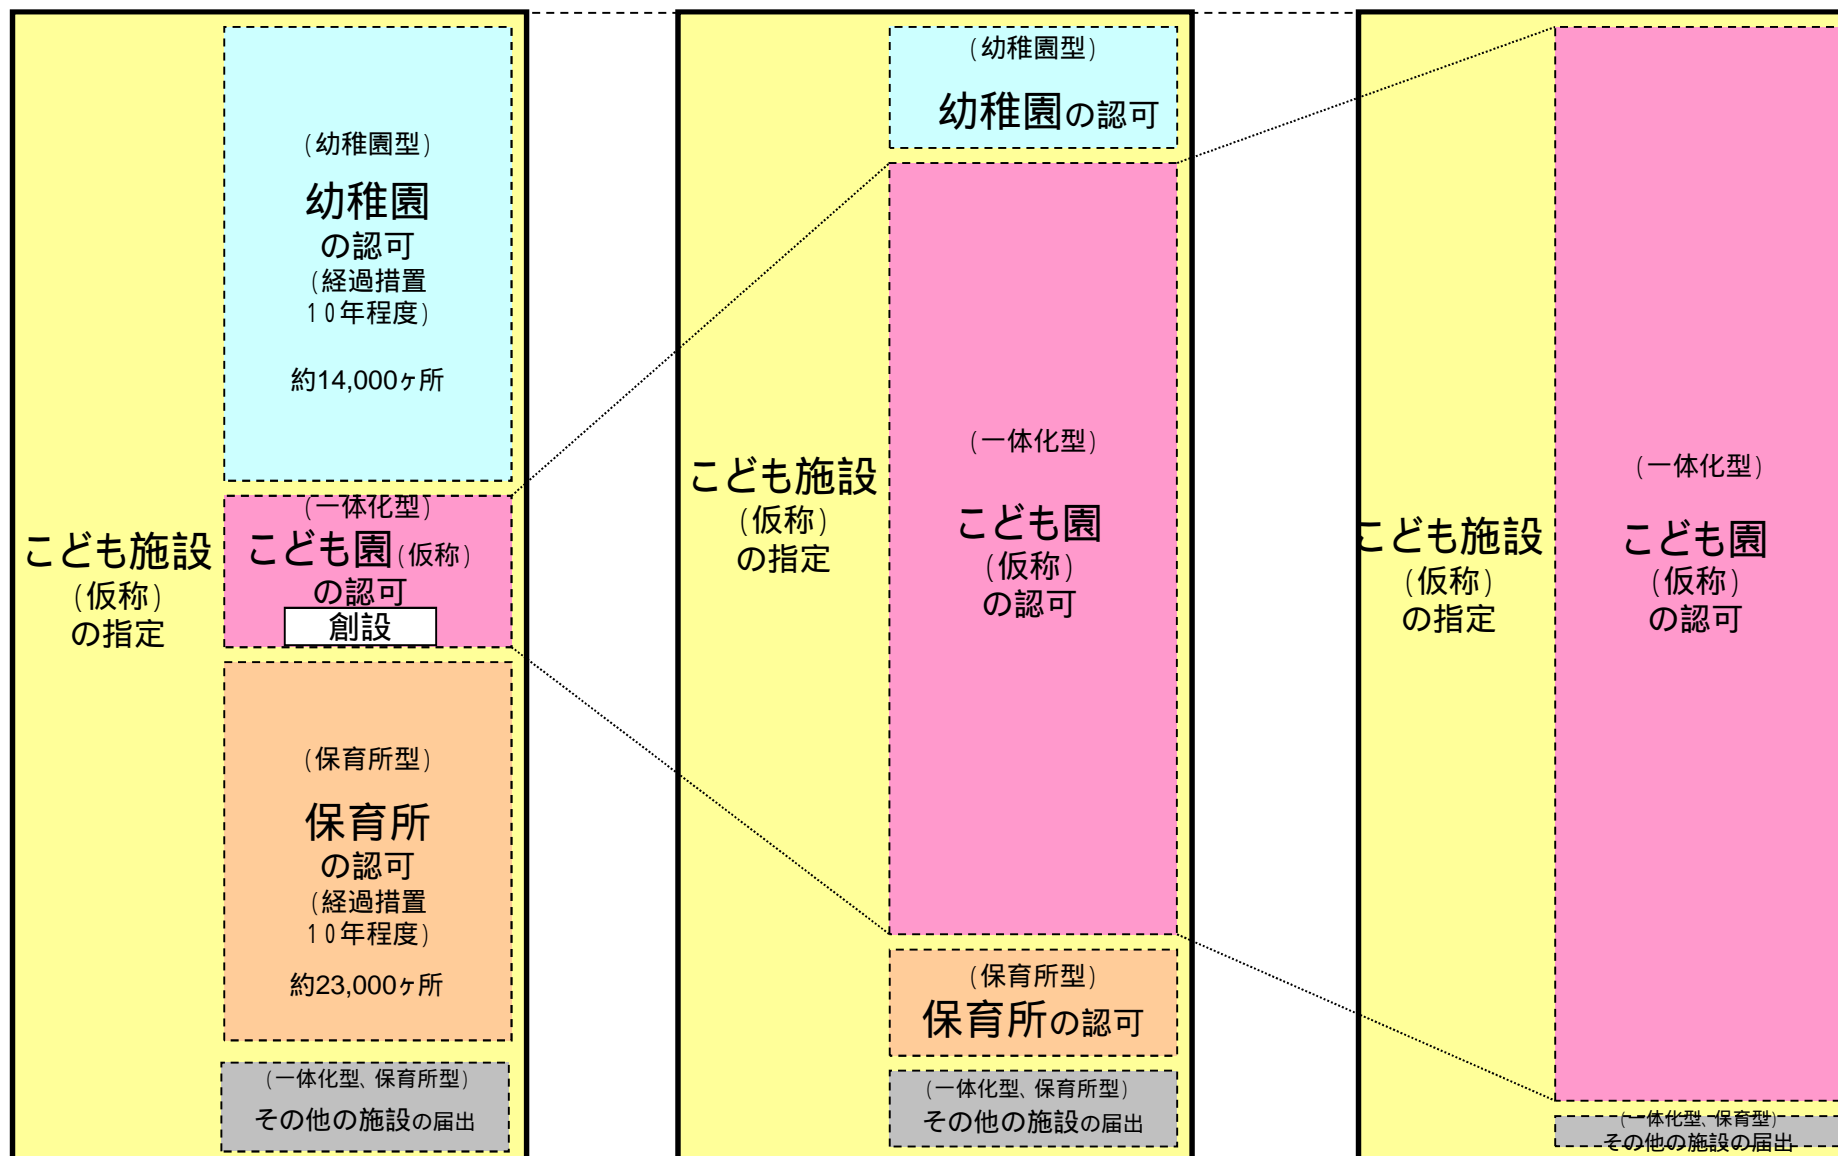 こども施設
(仮称)
の指定
(幼稚園型)
幼稚園
の認可
(経過措置
10年程度)
約14,000ヶ所
(一体化型)
こども園(仮称)
の認可
創設
(保育所型)
保育所
の認可
(経過措置
10年程度)
約23,000ヶ所
(一体化型、保育所型)
その他の施設の届出
こども施設
(仮称)
の指定
(幼稚園型)
幼稚園の認可
(一体化型)
こども園
(仮称)
の認可
(保育所型)
保育所の認可
(一体化型、保育所型)
その他の施設の届出
こども施設
(仮称)
の指定
(一体化型)
こども園
(仮称)
の認可
(一体化型、保育型)
その他の施設の届出